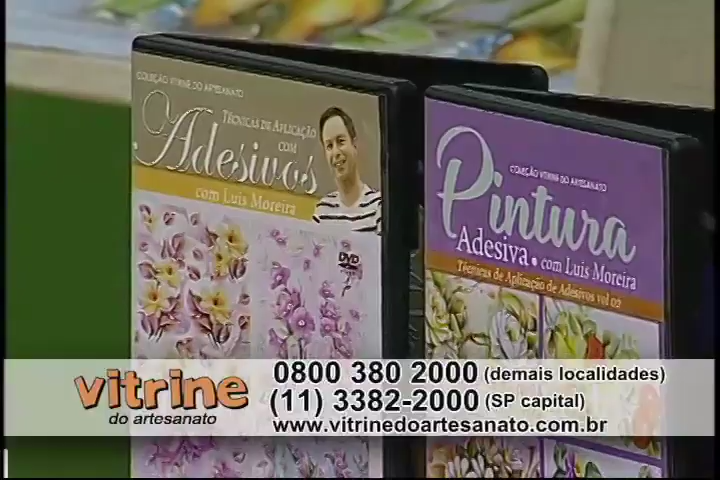 COLEÇÃO VITRINE DO ARTESANATO
TÉCNICAS DE APLICAÇÃO
COM
Adesivos
com Luis Moreira
DVD
COLEÇÃO VITRINE DO ARTESANATO
Pintura
Adesiva. com Luis Moreira
Técnicas de Aplicação de Adesivos vol 02
vitrine
do artesanato
0800 380 2000 (demais localidades)
(11) 3382-2000 (SP capital)
www.vitrinedoartesanato.com.br